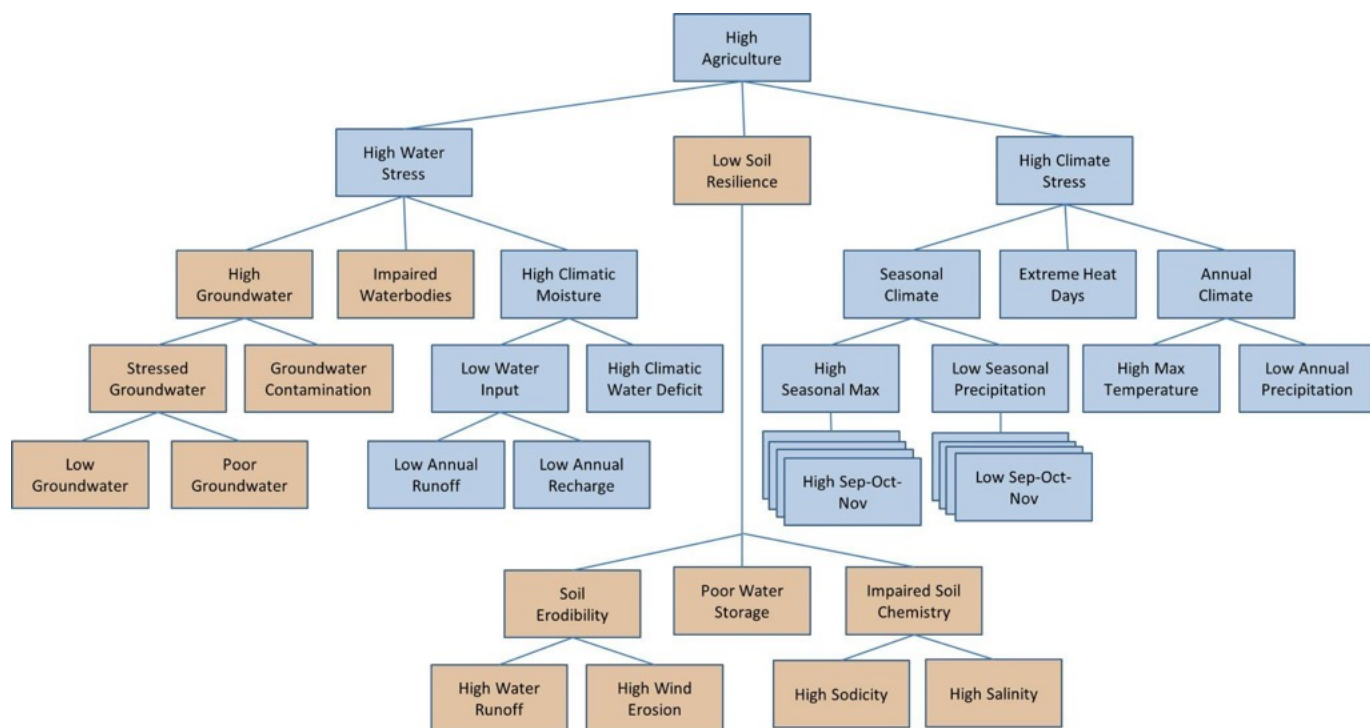 High
Agriculture
High Water
Stress
Low Soil
Resilience
High Climate
Stress
High
Groundwater
Impaired
Waterbodies
High Climatic
Moisture
Seasonal
Climate
Extreme Heat
Days
Annual
Climate
Stressed
Groundwater
Groundwater
Contamination
Low Water
Input
High Climatic
Water Deficit
High
Seasonal Max
Low Seasonal
Precipitation
High Max
Temperature
Low Annual
Precipitation
Low
Groundwater
Poor
Groundwater
Low Annual
Runoff
Low Annual
Recharge
High Sep-Oct-
Nov
Low Sep-Oct-
Nov
Soil
Erodibility
Poor Water
Storage
Impaired Soil
Chemistry
High Water
Runoff
High Wind
Erosion
High Sodicity
High Salinity